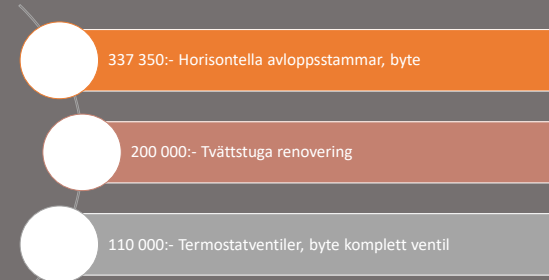 337 350:- Horisontella avloppsstammar, byte
200 000:- Tvättstuga renovering
110 000:- Termostatventiler, byte komplett ventil